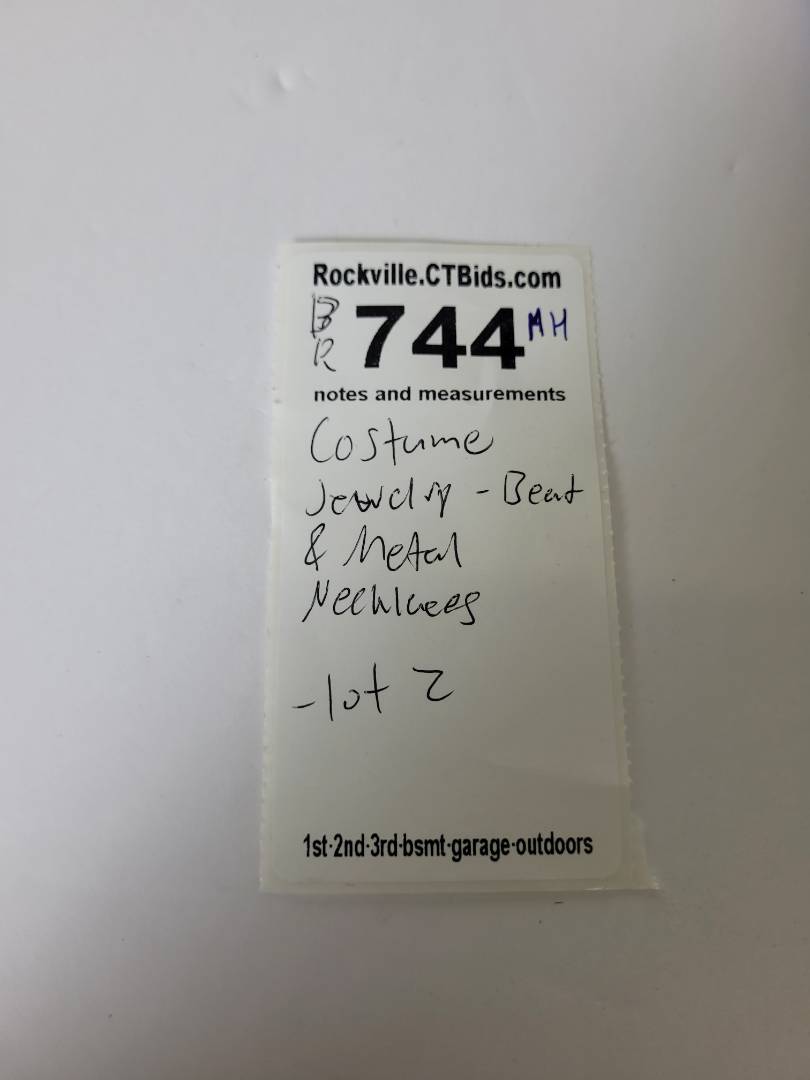 Rockville.CTBids.com
BR 744 MH
notes and measurements
Costume
Jewelry - Beat
& Metal
Necklaces
- lot 2
1st-2nd-3rd-bsmt-garage-outdoors